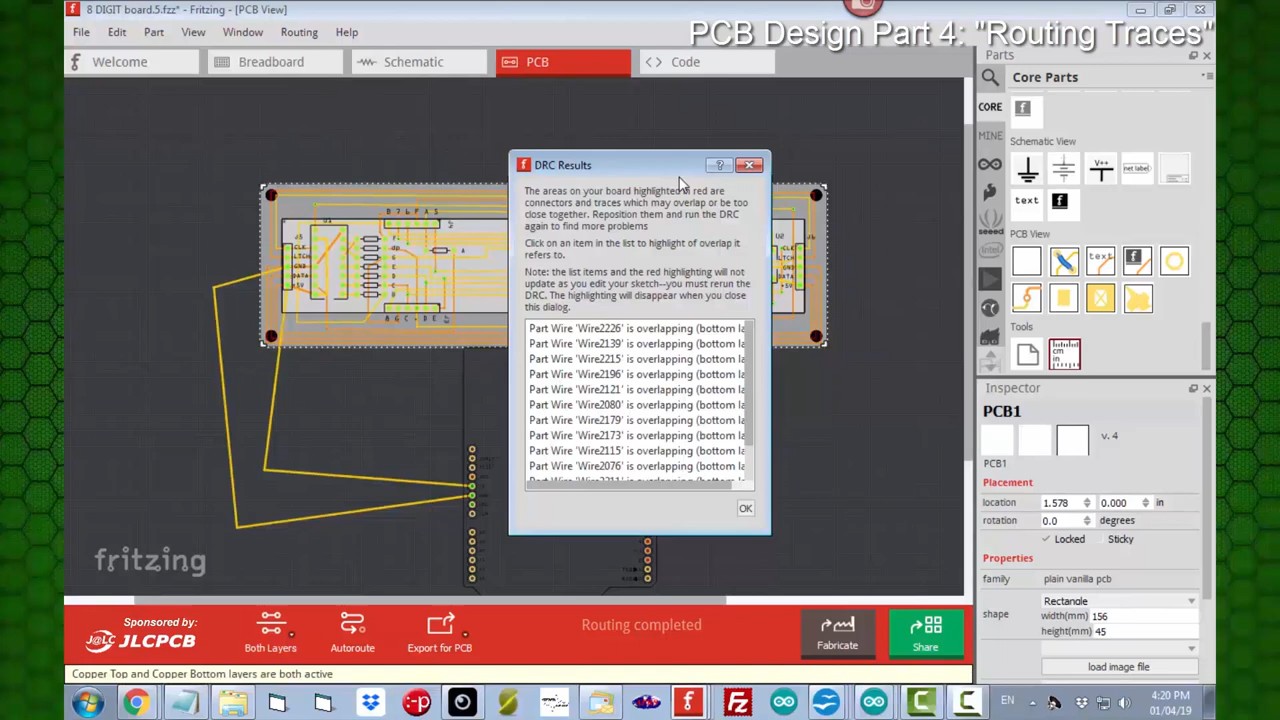 8 DIGIT board.5.fzz* - Fritzing - [PCB View]
PCB Design Part 4: "Routing Traces"
File Edit Part View Window Routing Help
Welcome
Breadboard
Schematic
PCB
Code
Parts
Core Parts
CORE
MINE
Schematic View
V++
net label
text
seeed
intel
PCB View
text
Tools
cm
in
DRC Results
The areas on your board highlighted in red are
connectors and traces which may overlap or be too
close together. Reposition them and run the DRC
again to find more problems
Click on an item in the list to highlight of overlap it
refers to.
Note: the list items and the red highlighting will not
update as you edit your sketch--you must rerun the
DRC. The highlighting will disappear when you close
this dialog.
Part Wire 'Wire2226' is overlapping (bottom la
Part Wire 'Wire2139' is overlapping (bottom la
Part Wire 'Wire2215' is overlapping (bottom la
Part Wire 'Wire2196' is overlapping (bottom la
Part Wire 'Wire2121' is overlapping (bottom la
Part Wire 'Wire2080' is overlapping (bottom la
Part Wire 'Wire2179' is overlapping (bottom la
Part Wire 'Wire2173' is overlapping (bottom la
Part Wire 'Wire2115' is overlapping (bottom la
Part Wire 'Wire2076' is overlapping (bottom la
OK
CLK
LTCH
GND
DATA
+5V
Inspector
PCB1
v. 4
PCB1
Placement
location 1.578 0.000 in
rotation 0.0 degrees
Locked Sticky
Properties
family plain vanilla pcb
shape Rectangle
width(mm) 156
height(mm) 45
load image file
fritzing
Sponsored by:
J@LC JLCPCB
Both Layers
Autoroute
Export for PCB
Routing completed
Fabricate
Share
Copper Top and Copper Bottom layers are both active
EN
4:20 PM
01/04/19